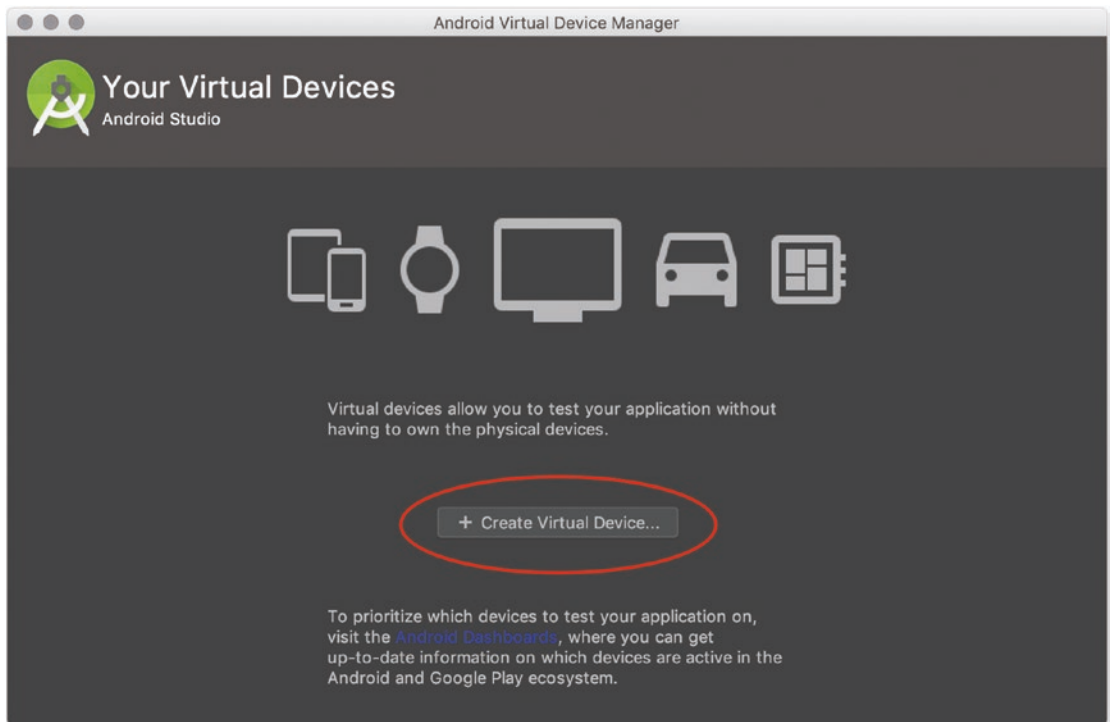 Android Virtual Device Manager
Your Virtual Devices
Android Studio
Virtual devices allow you to test your application without
having to own the physical devices.
+ Create Virtual Device...
To prioritize which devices to test your application on,
visit the Android Dashboards, where you can get
up-to-date information on which devices are active in the
Android and Google Play ecosystem.